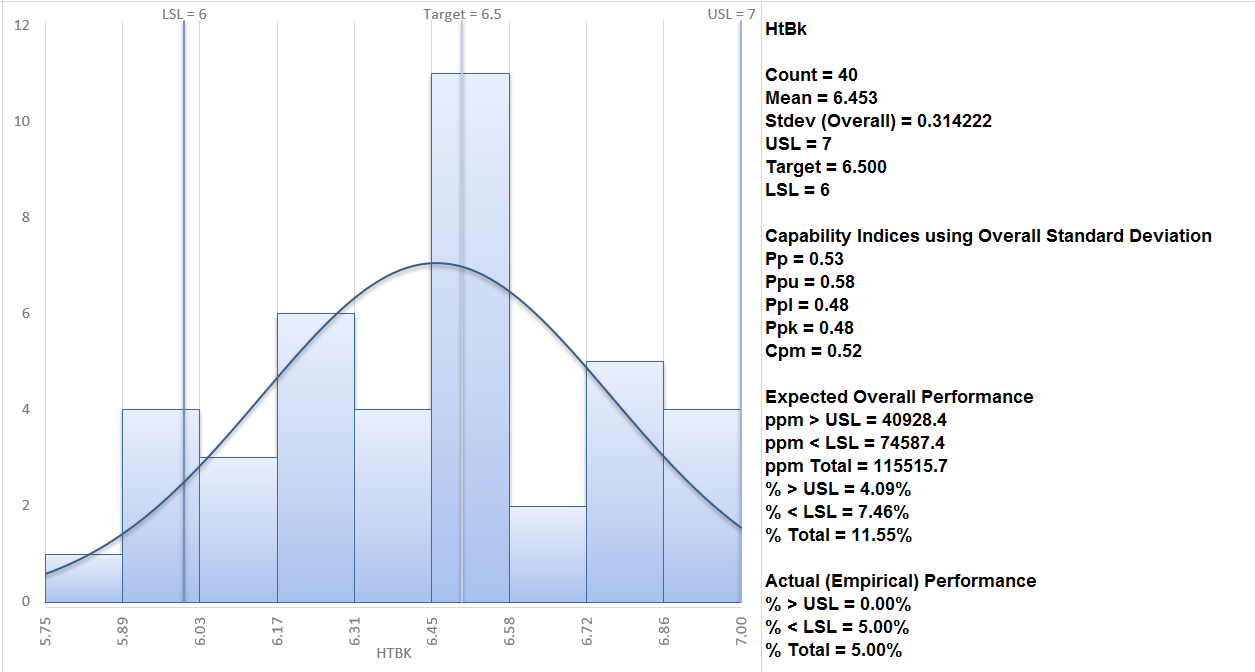 LSL = 6 Target = 6.5 USL = 7
12
10
8
6
4
2
0
5.75 5.89 6.03 6.17 6.31 6.45 6.58 6.72 6.86 7.00
HTBK
HtBk
Count = 40
Mean = 6.453
Stdev (Overall) = 0.314222
USL = 7
Target = 6.500
LSL = 6
Capability Indices using Overall Standard Deviation
Pp = 0.53
Ppu = 0.58
Ppl = 0.48
Ppk = 0.48
Cpm = 0.52
Expected Overall Performance
ppm > USL = 40928.4
ppm < LSL = 74587.4
ppm Total = 115515.7
% > USL = 4.09%
% < LSL = 7.46%
% Total = 11.55%
Actual (Empirical) Performance
% > USL = 0.00%
% < LSL = 5.00%
% Total = 5.00%